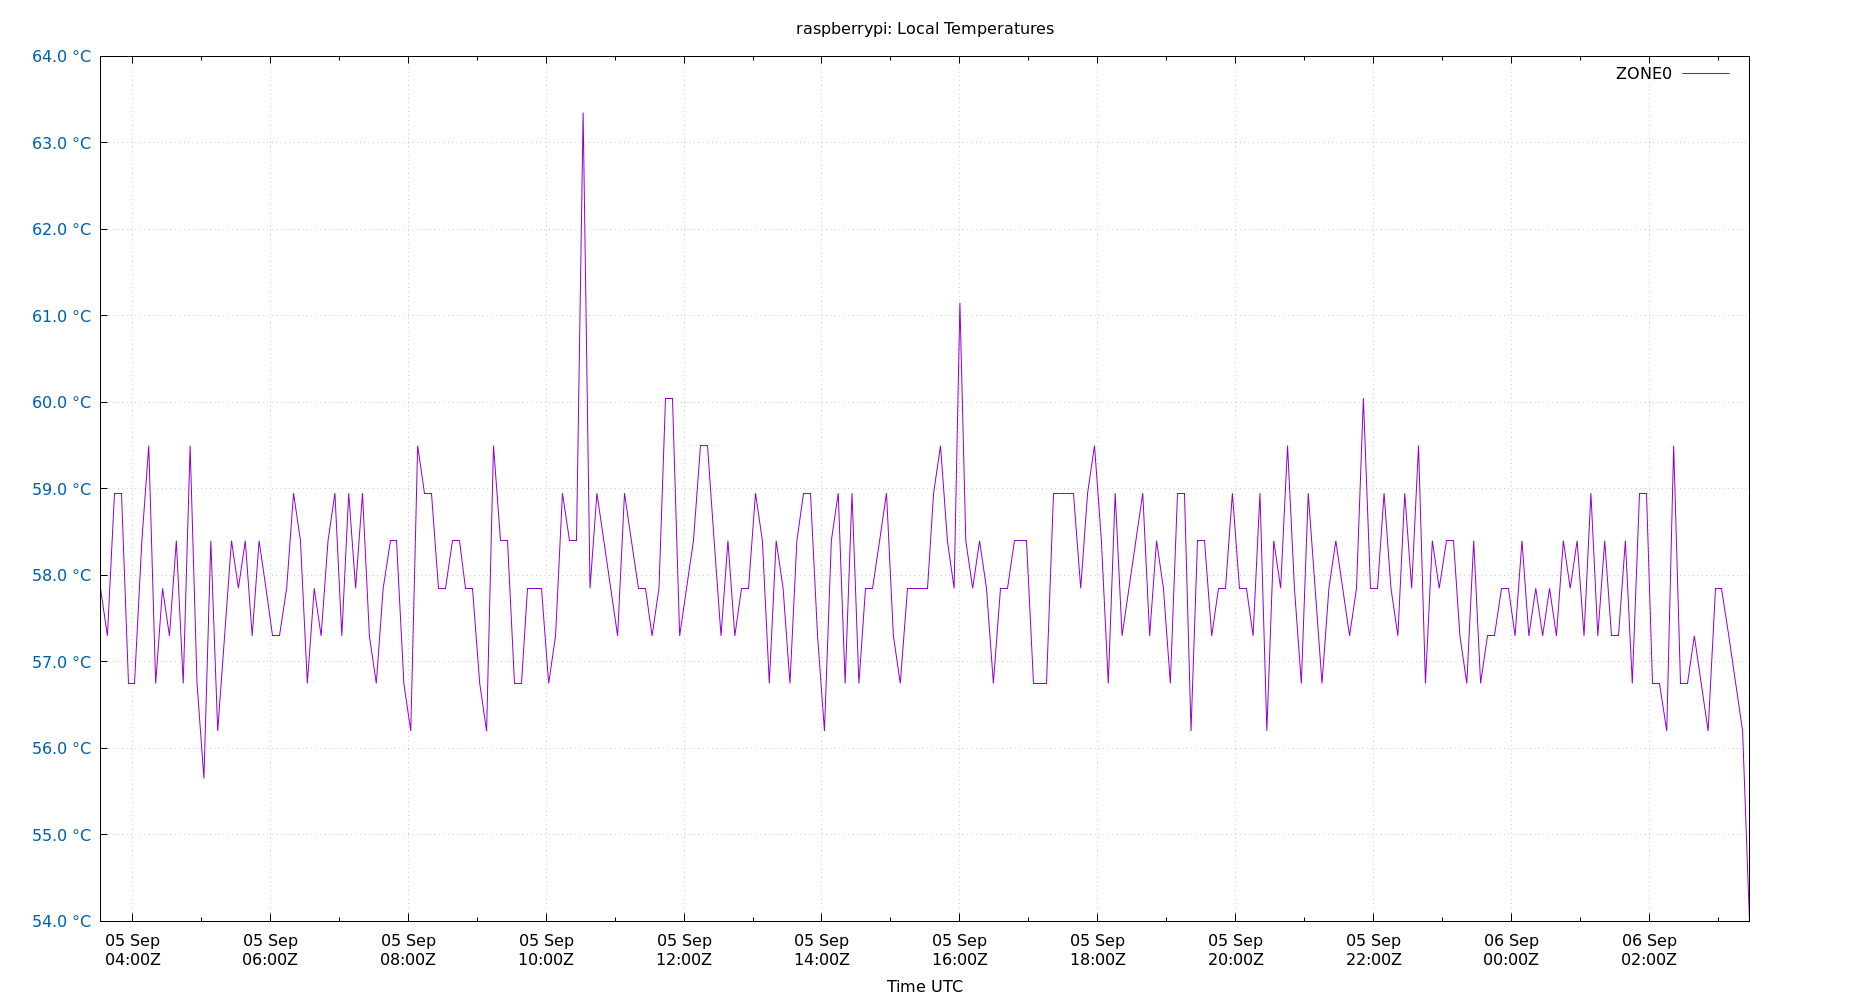 raspberrypi: Local Temperatures
64.0 °C
ZONE0
63.0 °C
62.0 °C
61.0 °C
60.0 °C
59.0 °C
58.0 °C
57.0 °C
56.0 °C
55.0 °C
54.0 °C
05 Sep 05 Sep 05 Sep 05 Sep 05 Sep 05 Sep 05 Sep 05 Sep 05 Sep 05 Sep 06 Sep 06 Sep
04:00Z 06:00Z 08:00Z 10:00Z 12:00Z 14:00Z 16:00Z 18:00Z 20:00Z 22:00Z 00:00Z 02:00Z
Time UTC